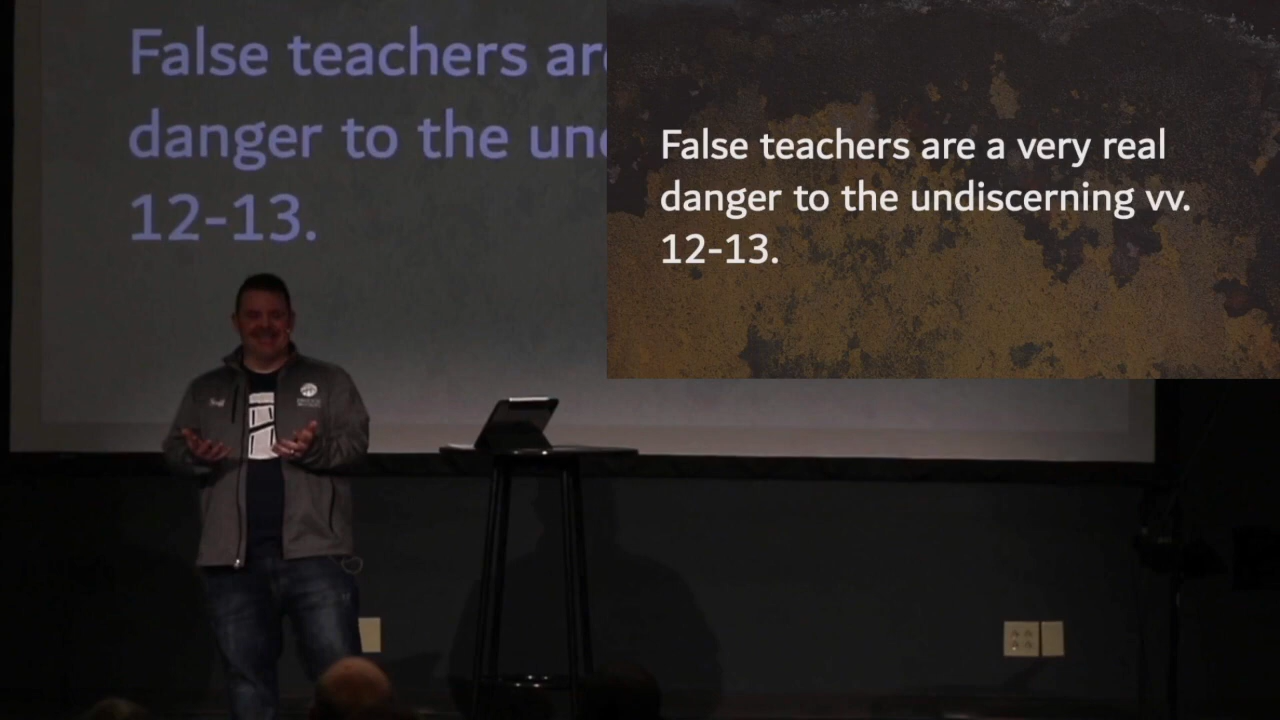 False teachers are
danger to the und
12-13.
False teachers are a very real
danger to the undiscerning vv.
12-13.